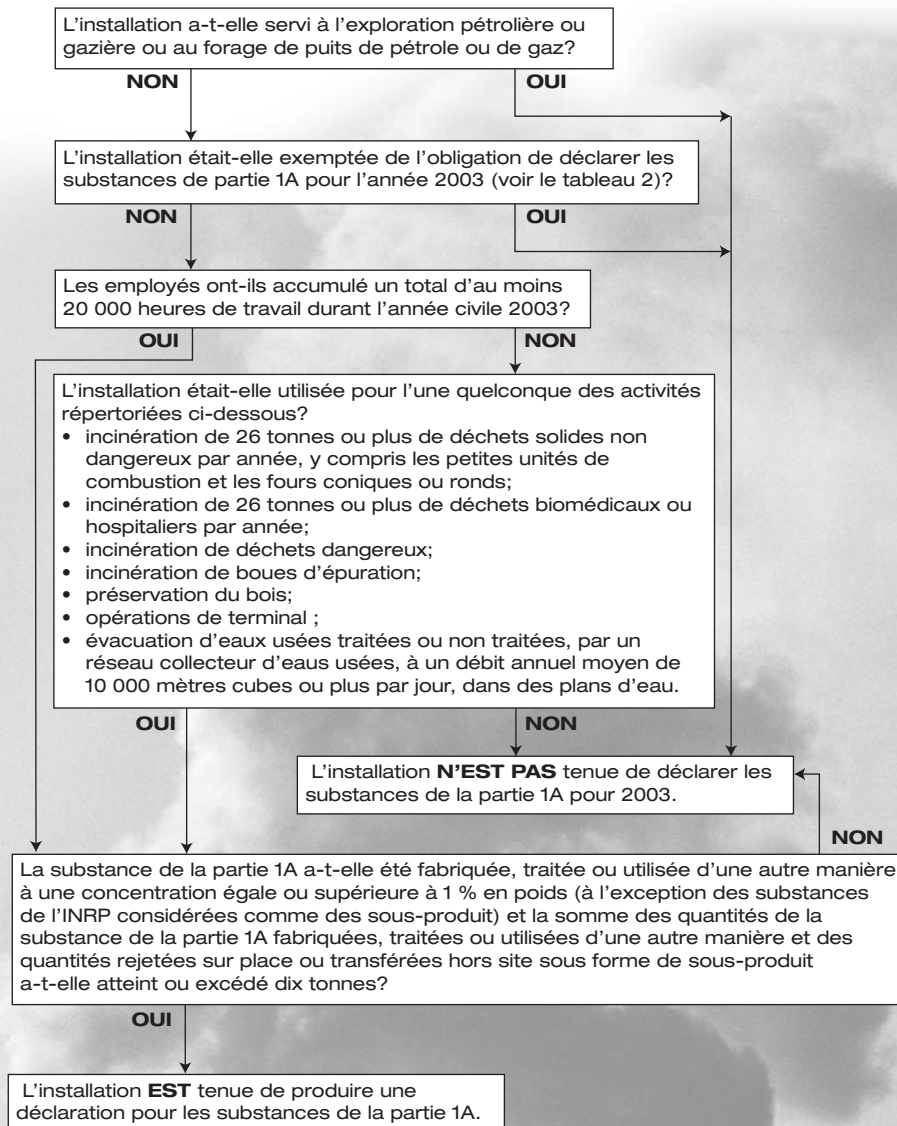 L'installation a-t-elle servi à l'exploration pétrolière ou
gazière ou au forage de puits de pétrole ou de gaz?
NON
OUI
L'installation était-elle exemptée de l'obligation de déclarer les
substances de partie 1A pour l'année 2003 (voir le tableau 2)?
NON
OUI
Les employés ont-ils accumulé un total d'au moins
20 000 heures de travail durant l'année civile 2003?
OUI
NON
L'installation était-elle utilisée pour l'une quelconque des activités
répertoriées ci-dessous?
• incinération de 26 tonnes ou plus de déchets solides non
dangereux par année, y compris les petites unités de
combustion et les fours coniques ou ronds;
• incinération de 26 tonnes ou plus de déchets biomédicaux ou
hospitaliers par année;
• incinération de déchets dangereux;
• incinération de boues d'épuration;
• préservation du bois;
• opérations de terminal ;
• évacuation d'eaux usées traitées ou non traitées, par un
réseau collecteur d'eaus usées, à un débit annuel moyen de
10 000 mètres cubes ou plus par jour, dans des plans d'eau.
OUI
NON
L'installation N'EST PAS tenue de déclarer les
substances de la partie 1A pour 2003.
NON
La substance de la partie 1A a-t-elle été fabriquée, traitée ou utilisée d'une autre manière
à une concentration égale ou supérieure à 1 % en poids (à l'exception des substances
de l'INRP considérées comme des sous-produit) et la somme des quantités de la
substance de la partie 1A fabriquées, traitées ou utilisées d'une autre manière et des
quantités rejetées sur place ou transférées hors site sous forme de sous-produit
a-t-elle atteint ou excédé dix tonnes?
OUI
L'installation EST tenue de produire une
déclaration pour les substances de la partie 1A.